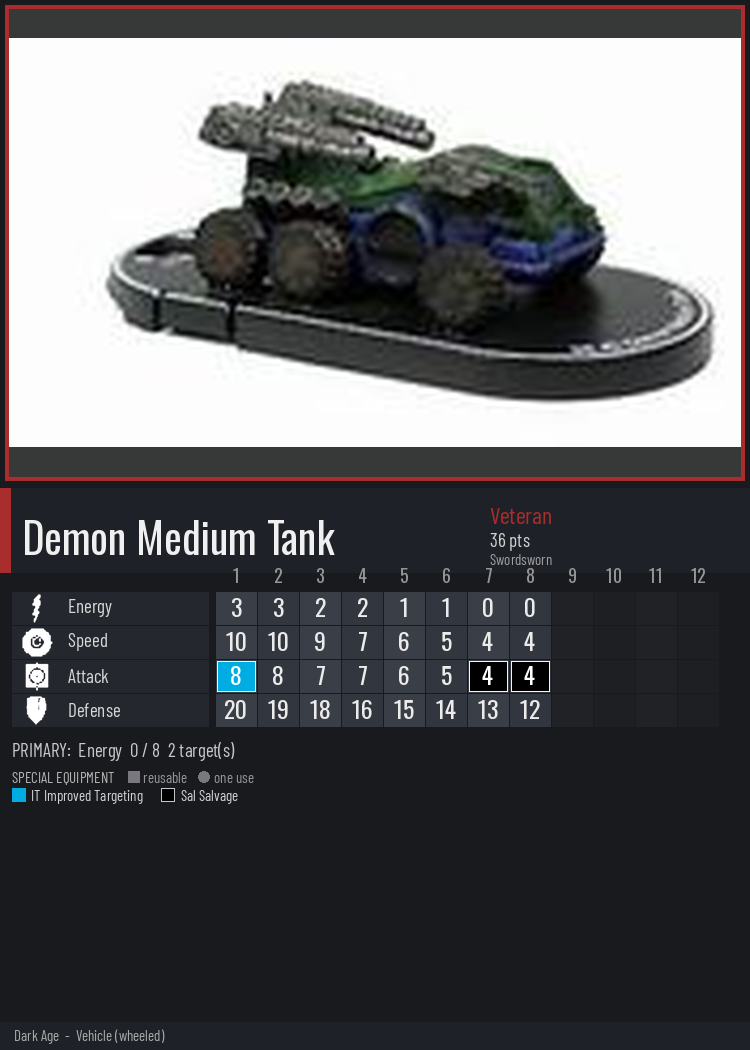 Demon Medium Tank
Veteran
36 pts
Swordsworn
1 2 3 4 5 6 7 8 9 10 11 12
Energy 3 3 2 2 1 1 0 0
Speed 10 10 9 7 6 5 4 4
Attack 8 8 7 7 6 5 4 4
Defense 20 19 18 16 15 14 13 12
PRIMARY: Energy 0 / 8 2 target(s)
SPECIAL EQUIPMENT reusable one use
IT Improved Targeting Sal Salvage
Dark Age - Vehicle (wheeled)